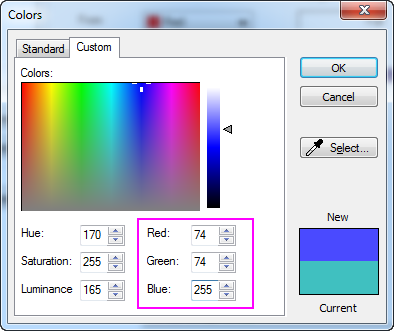 Colors
Standard Custom
Colors:
OK
Cancel
Select...
Hue: 170 Red: 74
Saturation: 255 Green: 74
Luminance 165 Blue: 255
New
Current